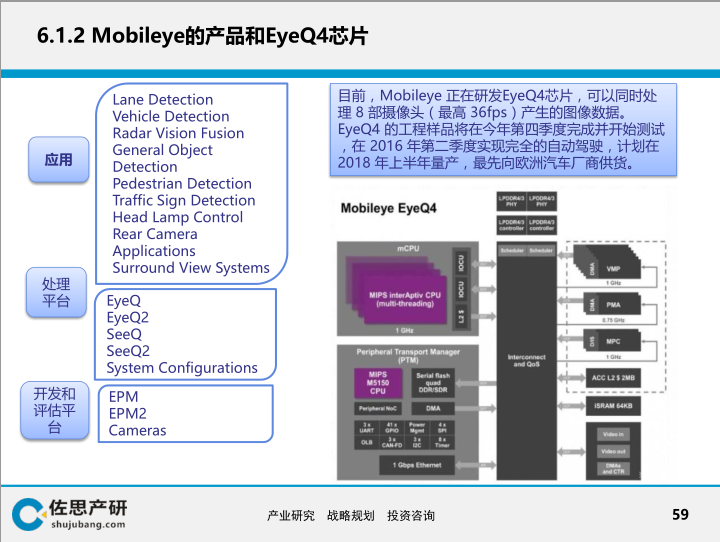 6.1.2 Mobileye的产品和EyeQ4芯片
应用
Lane Detection
Vehicle Detection
Radar Vision Fusion
General Object
Detection
Pedestrian Detection
Traffic Sign Detection
Head Lamp Control
Rear Camera
Applications
Surround View Systems
处理
平台
EyeQ
EyeQ2
SeeQ
SeeQ2
System Configurations
开发和
评估平
台
EPM
EPM2
Cameras
目前，Mobileye 正在研发EyeQ4芯片，可以同时处
理 8 部摄像头（最高 36fps）产生的图像数据。
EyeQ4 的工程样品将在今年第四季度完成并开始测试
，在 2016 年第二季度实现完全的自动驾驶，计划在
2018 年上半年量产，最先向欧洲汽车厂商供货。
Mobileye EyeQ4
LPDDR4/3
PHY
LPDDR4/3
PHY
LPDDR4/3
controller
LPDDR4/3
controller
mCPU
MIPS interAptiv CPU
(multi-threading)
1 GHz
IOCU
IOCU
L2 $
Scheduler
Scheduler
Interconnect
and QoS
DMA
VMP
1 GHz
DMA
PMA
0.75 GHz
MPC
1 GHz
ACC L2 $ 2MB
iSRAM 64KB
Video in
Video out
DMAs
and CTR
Peripheral Transport Manager
(PTM)
MIPS
M5150
CPU
Serial flash
quad
DDR/SDR
Peripheral NoC
DMA
3 x
UART
41 x
GPIO
Power
Mgmt
4 x
SPI
OLB
3 x
CAN-FD
3 x
I2C
8 x
Timer
1 Gbps Ethernet
佐思产研
shujubang.com
产业研究 战略规划 投资咨询
59